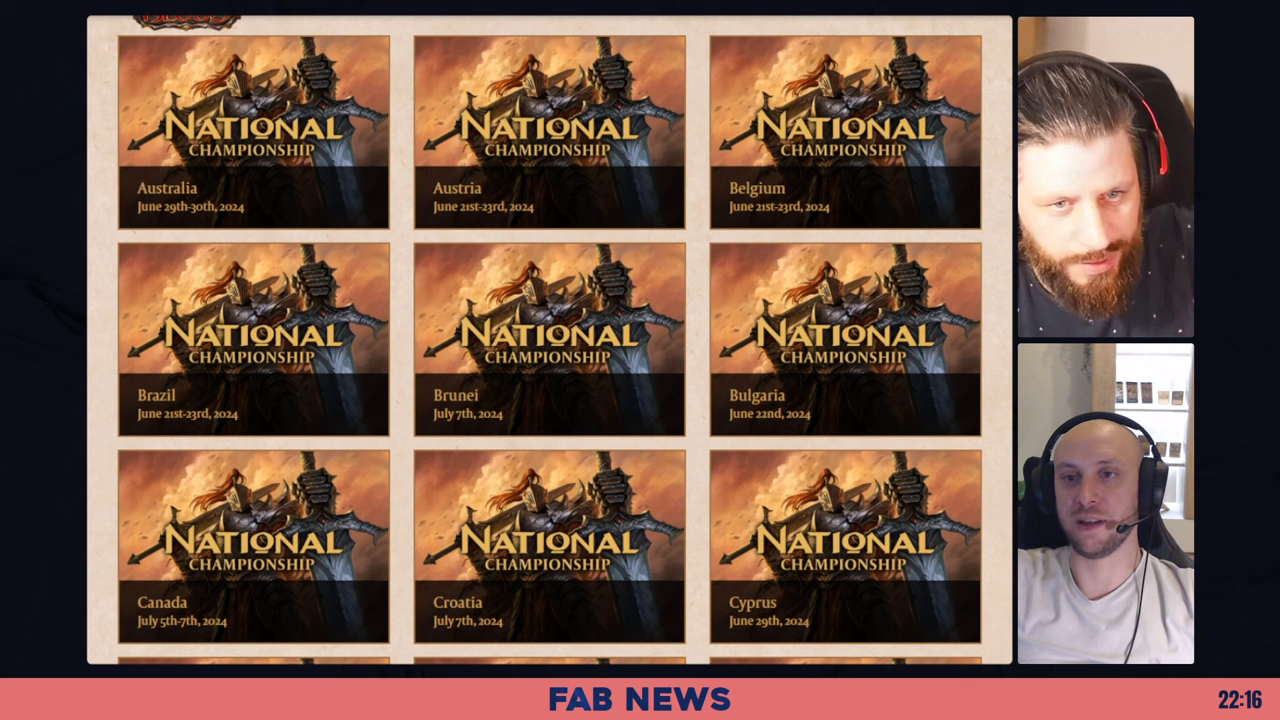 NATIONAL
CHAMPIONSHIP
Australia
June 29th-30th, 2024
NATIONAL
CHAMPIONSHIP
Austria
June 21st-23rd, 2024
NATIONAL
CHAMPIONSHIP
Belgium
June 21st-23rd, 2024
NATIONAL
CHAMPIONSHIP
Brazil
June 21st-23rd, 2024
NATIONAL
CHAMPIONSHIP
Brunei
July 7th, 2024
NATIONAL
CHAMPIONSHIP
Bulgaria
June 22nd, 2024
NATIONAL
CHAMPIONSHIP
Canada
July 5th-7th, 2024
NATIONAL
CHAMPIONSHIP
Croatia
July 7th, 2024
NATIONAL
CHAMPIONSHIP
Cyprus
June 29th, 2024
FAB NEWS
22:16